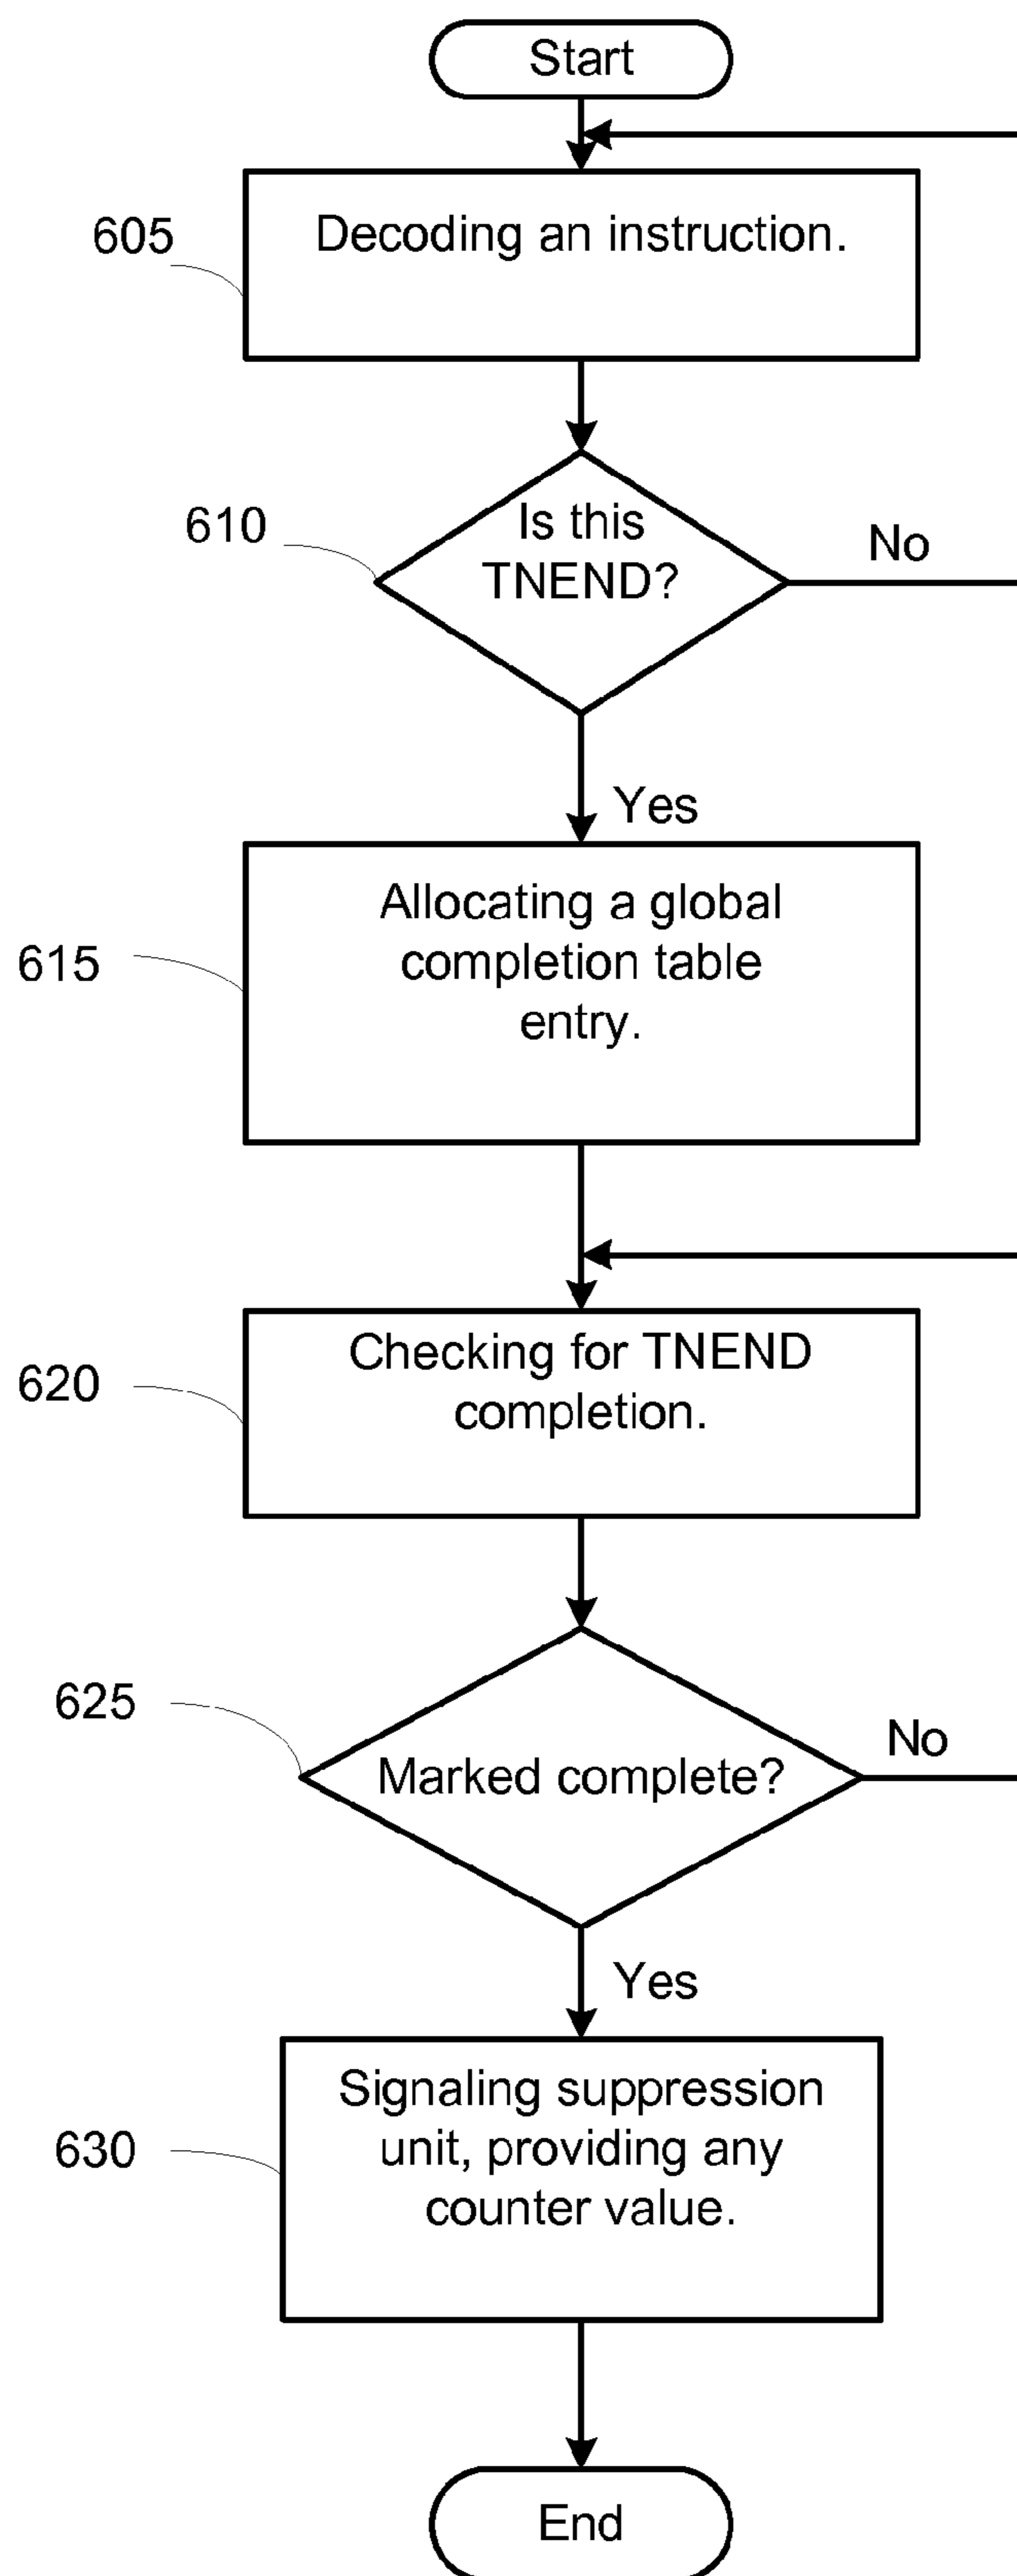 Start
605
Decoding an instruction.
610
Is this
TNEND?
No
Yes
615
Allocating a global
completion table
entry.
620
Checking for TNEND
completion.
625
Marked complete?
No
Yes
630
Signaling suppression
unit, providing any
counter value.
End